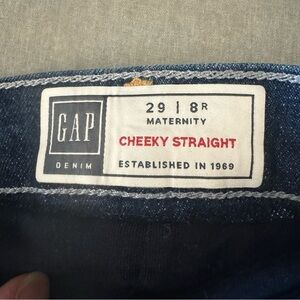 GAP
DENIM
29 | 8R
MATERNITY
CHEEKY STRAIGHT
ESTABLISHED IN 1969